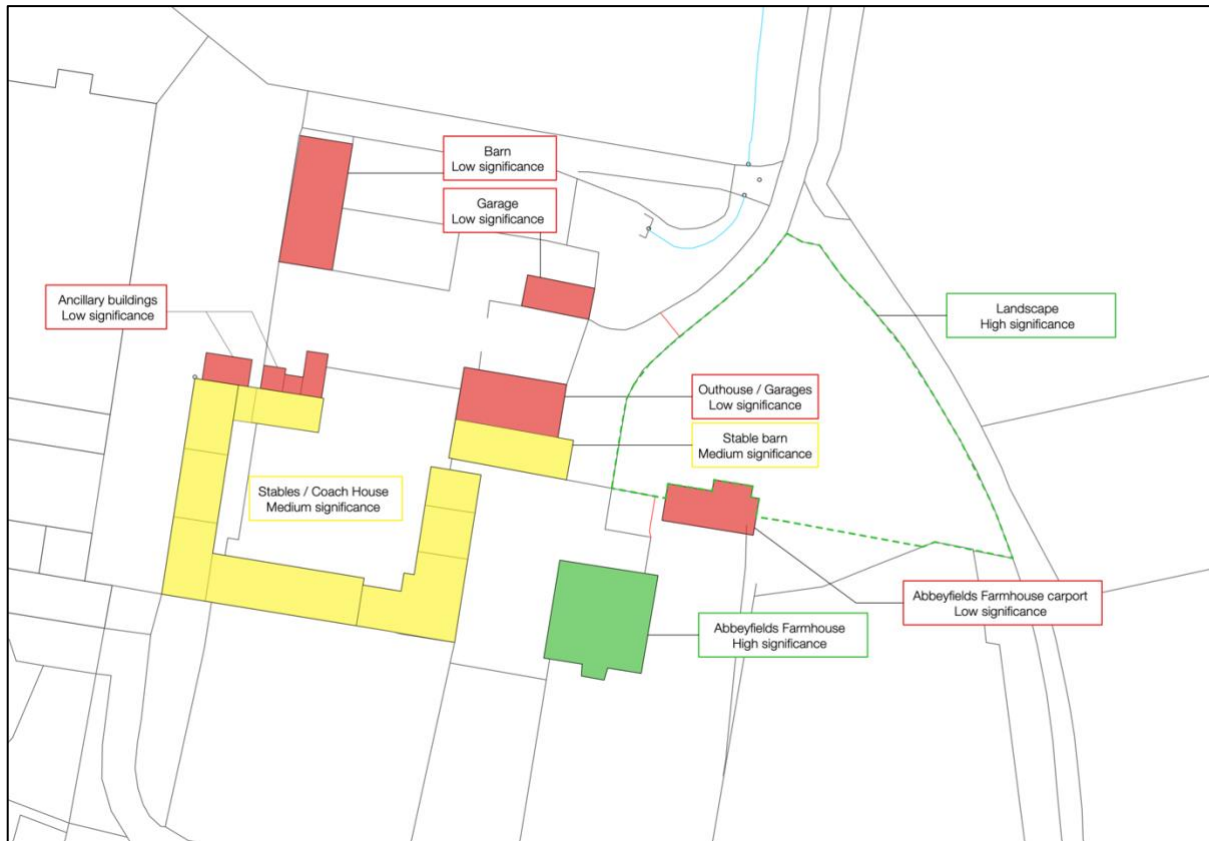 Barn
Low significance
Garage
Low significance
Ancillary buildings
Low significance
Landscape
High significance
Outhouse / Garages
Low significance
Stable barn
Medium significance
Stables / Coach House
Medium significance
Abbeyfields Farmhouse carport
Low significance
Abbeyfields Farmhouse
High significance